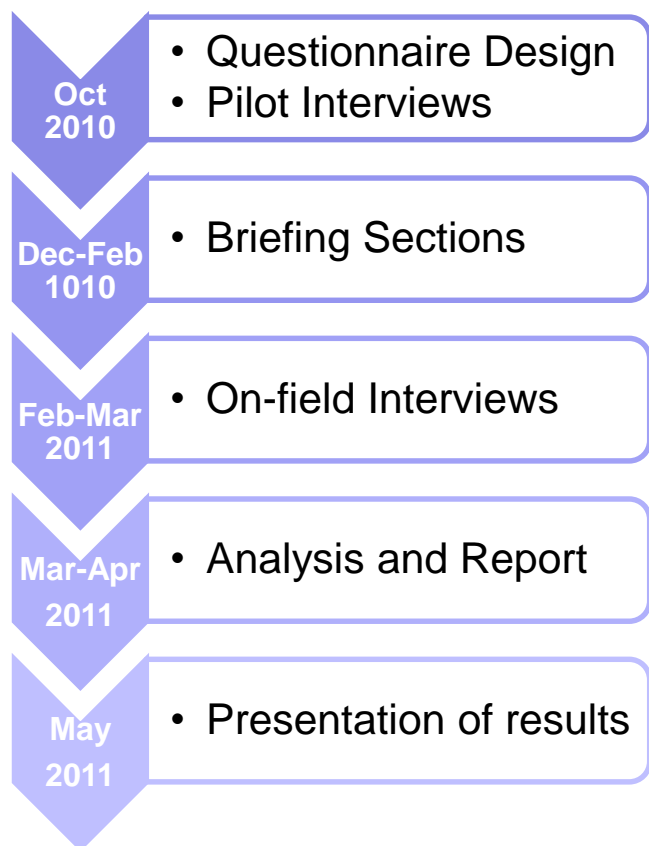 Oct
2010
• Questionnaire Design
• Pilot Interviews
Dec-Feb
1010
• Briefing Sections
Feb-Mar
2011
• On-field Interviews
Mar-Apr
2011
• Analysis and Report
May
2011
• Presentation of results